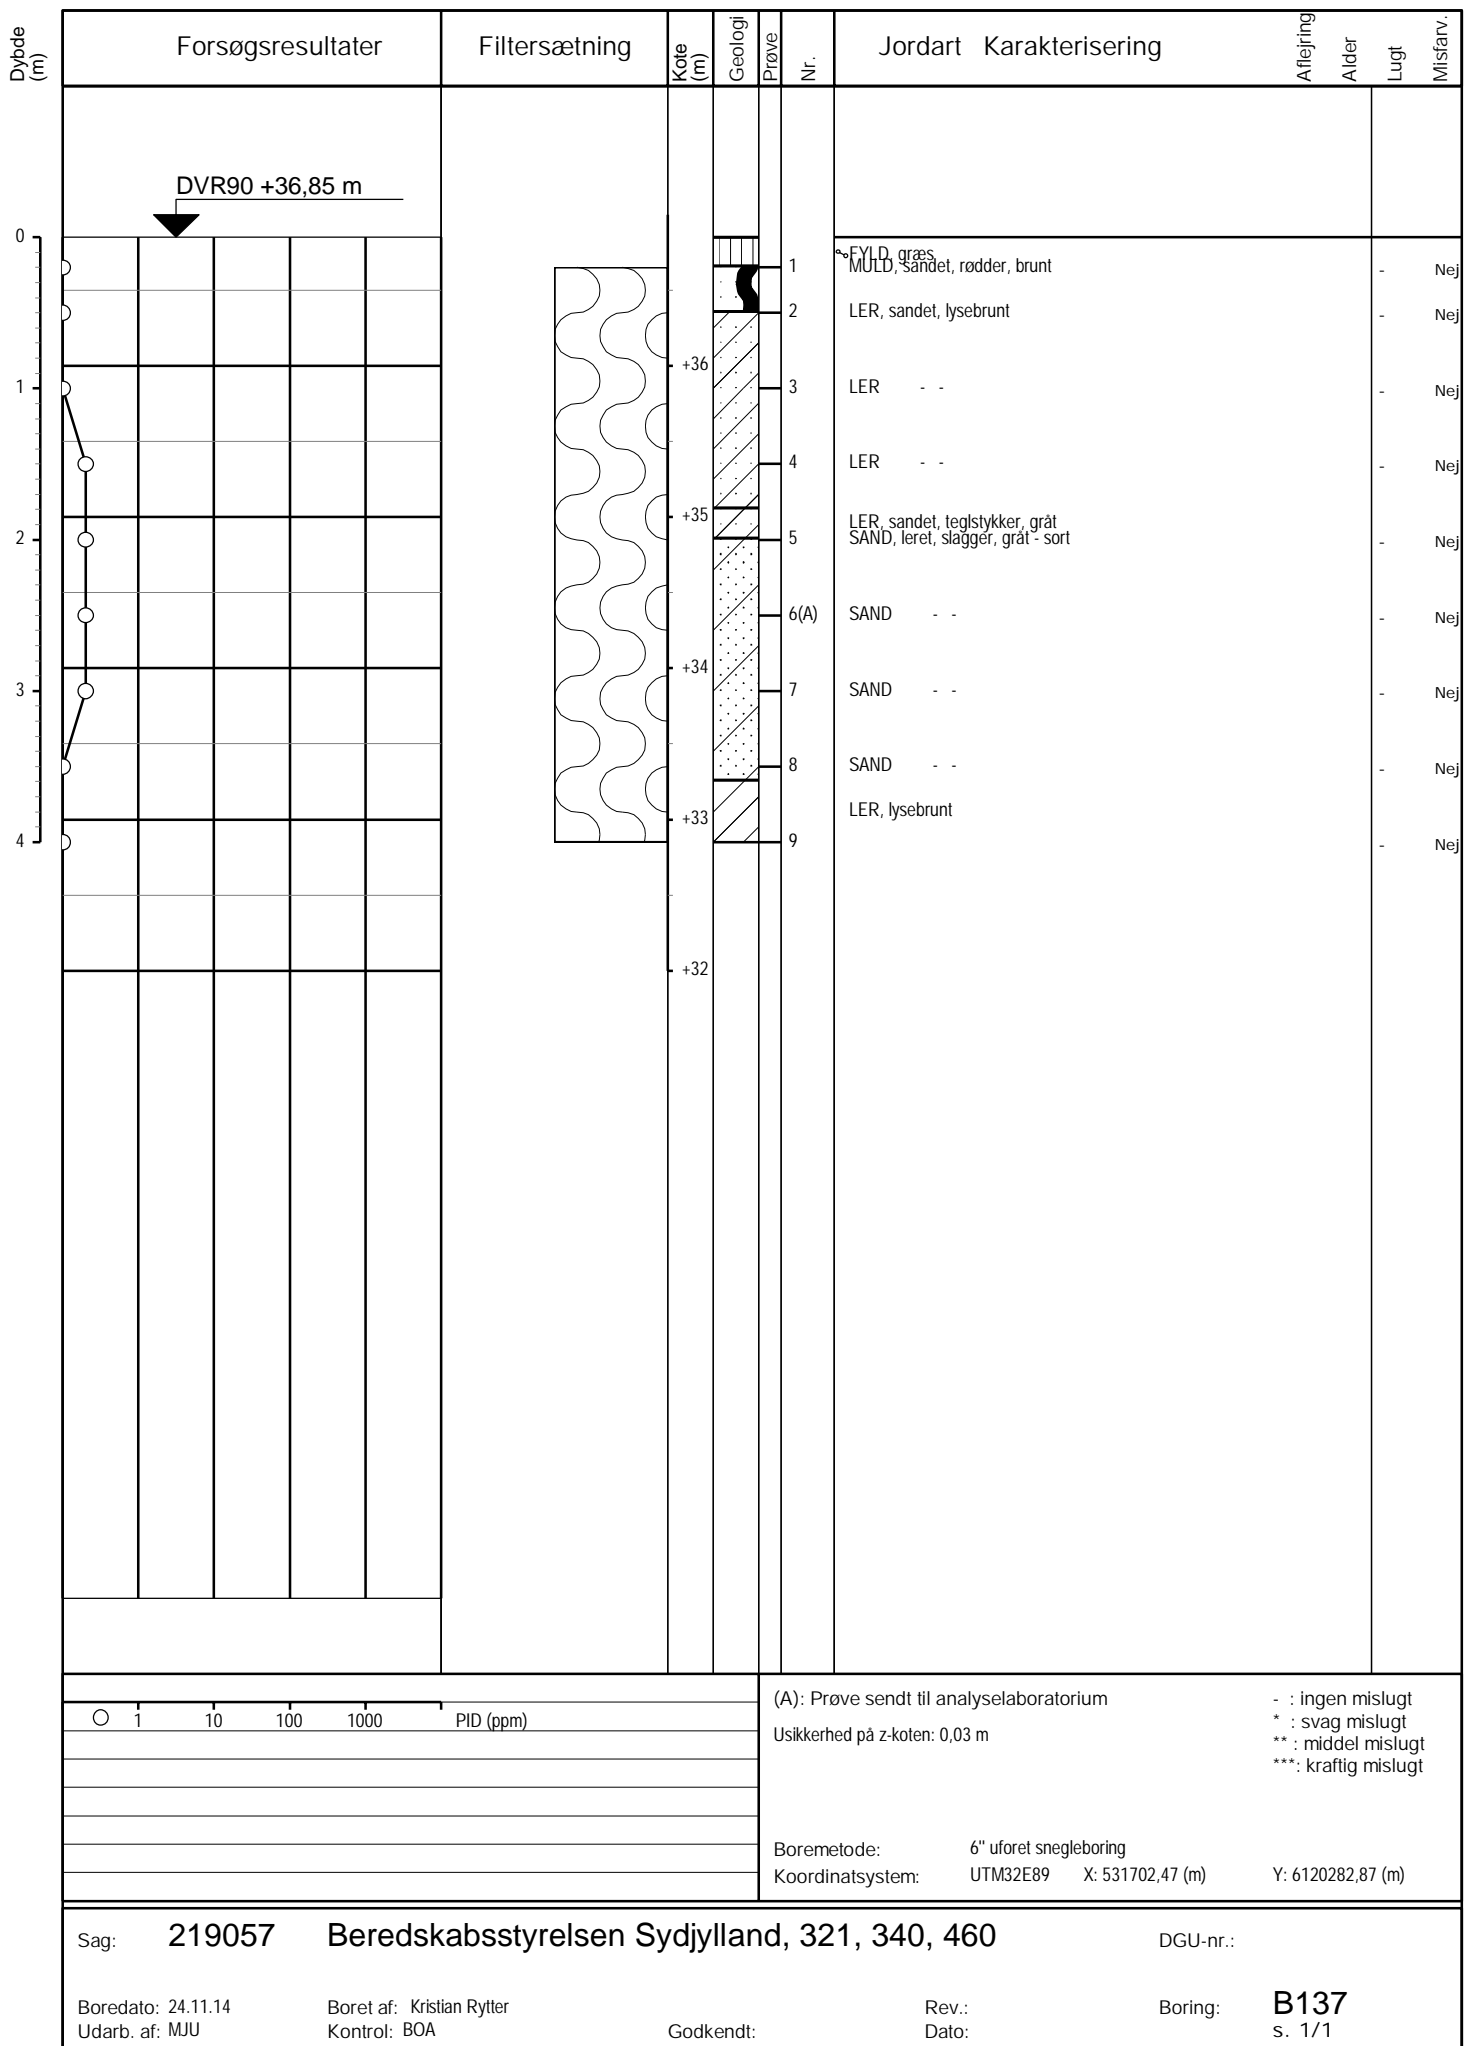 Dybde (m) Forsøgsresultater Filtersætning Kote (m) Geologi Prøve Nr. Jordart Karakterisering Aflejring Alder Lugt Misfarv.
DVR90 +36,85 m
0
FYLD, græs
1 MULD, sandet, rødder, brunt - Nej
2 LER, sandet, lysebrunt - Nej
+36
1 3 LER - - - Nej
4 LER - - - Nej
+35 LER, sandet, teglstykker, gråt
2 5 SAND, leret, slagger, gråt - sort - Nej
6(A) SAND - - - Nej
+34
3 7 SAND - - - Nej
8 SAND - - - Nej
+33 LER, lysebrunt
4 9 - Nej
+32
1 10 100 1000 PID (ppm)
(A): Prøve sendt til analyselaboratorium
Usikkerhed på z-koten: 0,03 m
- : ingen mislugt
* : svag mislugt
** : middel mislugt
***: kraftig mislugt
Boremetode: 6" uforet snegleboring
Koordinatsystem: UTM32E89 X: 531702,47 (m) Y: 6120282,87 (m)
Sag: 219057 Beredskabsstyrelsen Sydjylland, 321, 340, 460 DGU-nr.:
Boredato: 24.11.14 Boret af: Kristian Rytter Rev.: Boring: B137
Udarb. af: MJU Kontrol: BOA Godkendt: Dato: s. 1/1